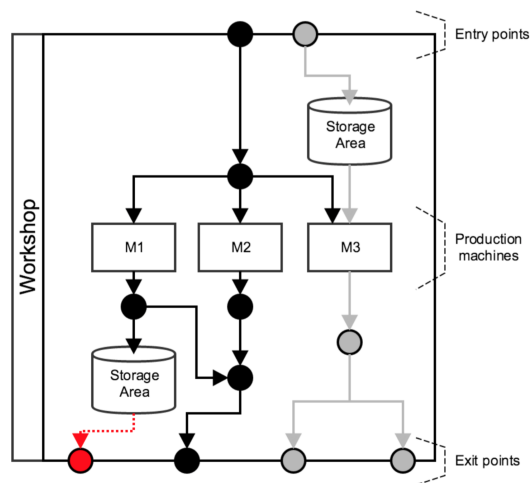 Entry points
Storage
Area
Workshop
M1
M2
M3
Production
machines
Storage
Area
Exit points